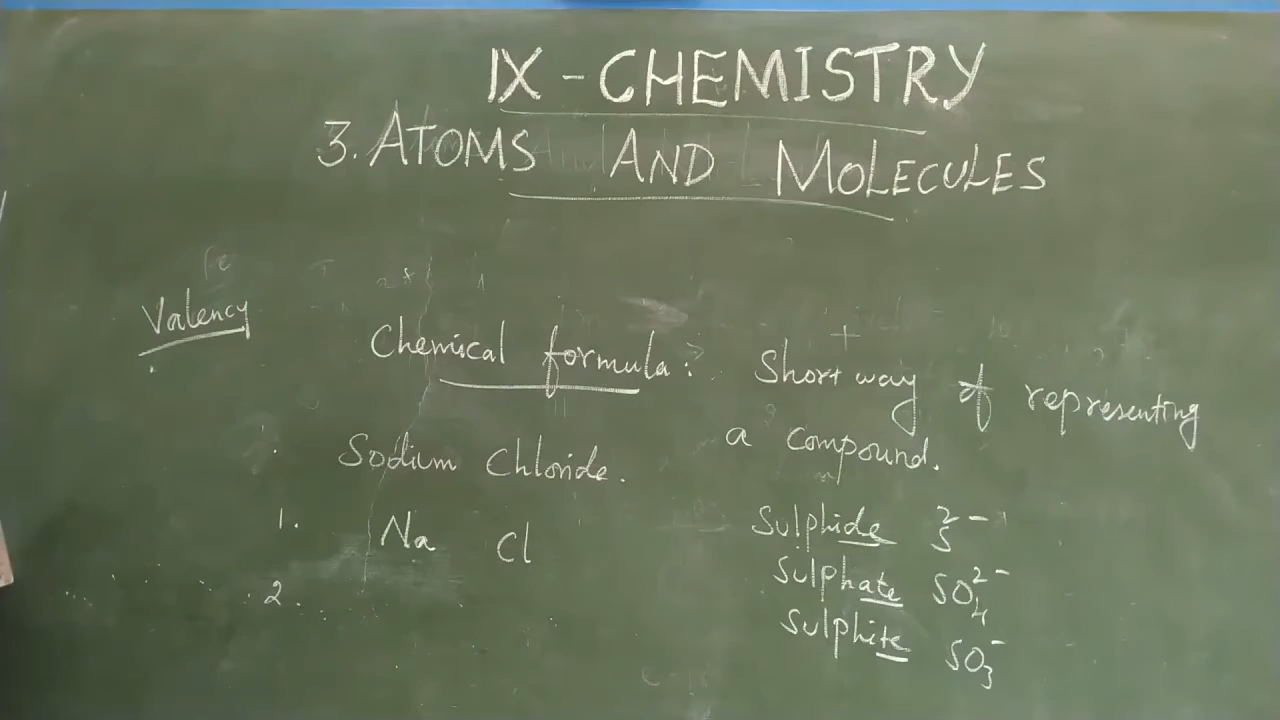 IX-CHEMISTRY
3. ATOMS AND MOLECULES
Valency
Chemical formula: Short way of representing
a compound.
Sodium Chloride.
1. Na Cl
2.
Sulphide S²⁻
Sulphate SO₄²⁻
Sulphite SO₃⁻